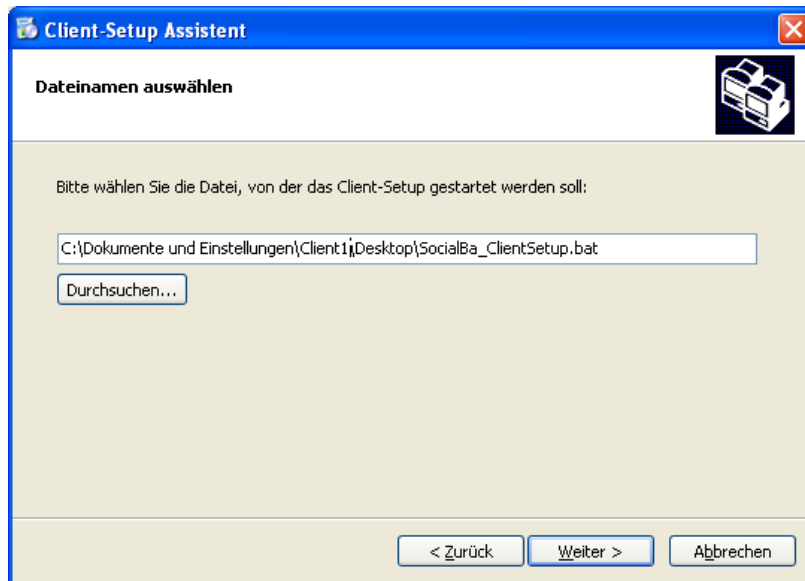 Client-Setup Assistent
Dateinamen auswählen
Bitte wählen Sie die Datei, von der das Client-Setup gestartet werden soll:
C:\Dokumente und Einstellungen\Client1\Desktop\SocialBa_ClientSetup.bat
Durchsuchen...
< Zurück Weiter > Abbrechen